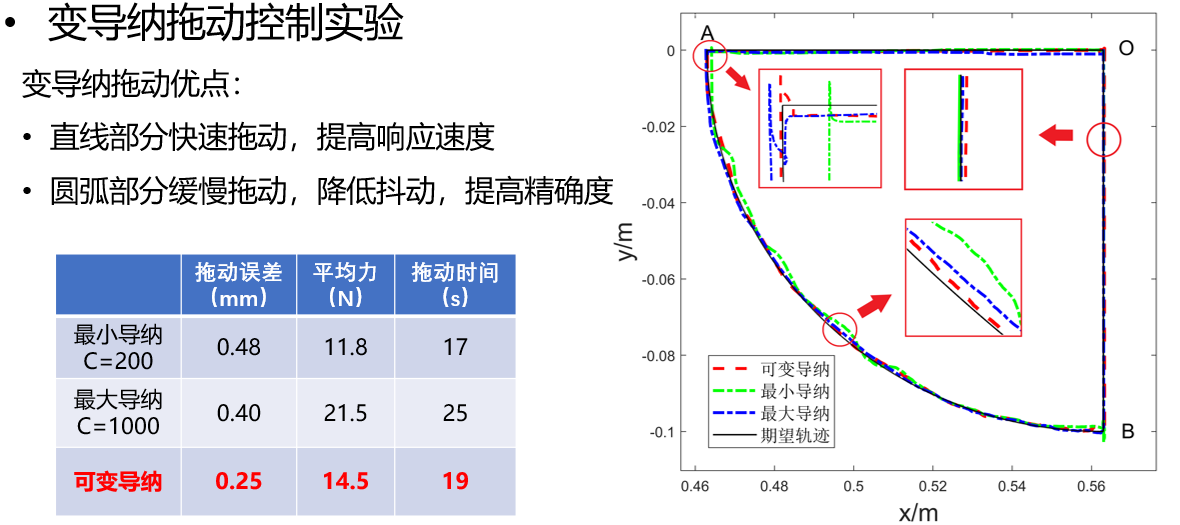 • 变导纳拖动控制实验
变导纳拖动优点：
• 直线部分快速拖动，提高响应速度
• 圆弧部分缓慢拖动，降低抖动，提高精确度
拖动误差 平均力 拖动时间
（mm） （N） （s）
最小导纳
C=200 0.48 11.8 17
最大导纳
C=1000 0.40 21.5 25
可变导纳 0.25 14.5 19
A
O
B
0
-0.02
-0.04
-0.06
-0.08
-0.1
y/m
可变导纳
最小导纳
最大导纳
期望轨迹
0.46 0.48 0.5 0.52 0.54 0.56
x/m